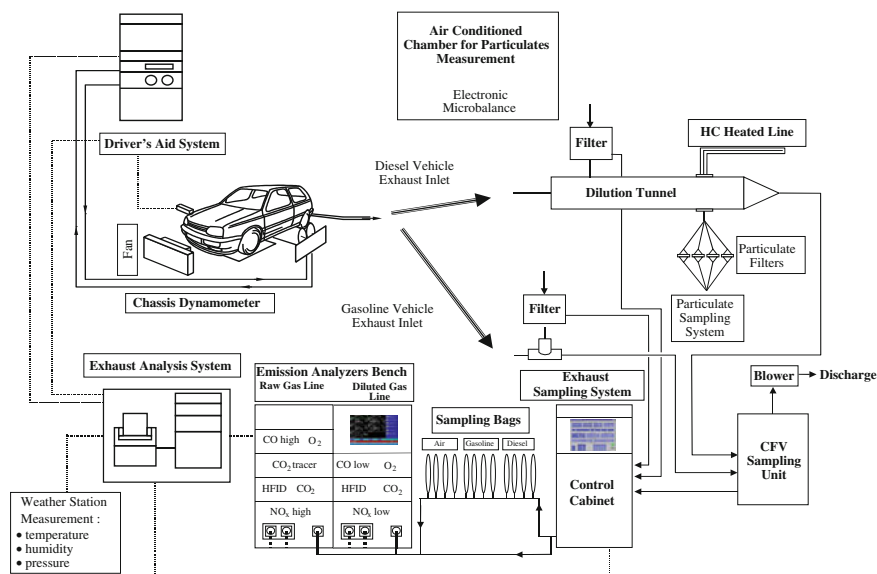 Air Conditioned
Chamber for Particulates
Measurement
Electronic
Microbalance
Driver's Aid System
Diesel Vehicle
Exhaust Inlet
Filter
HC Heated Line
Dilution Tunnel
Fan
Chassis Dynamometer
Particulate
Filters
Particulate
Sampling
System
Gasoline Vehicle
Exhaust Inlet
Filter
Exhaust Analysis System
Emission Analyzers Bench
Raw Gas Line
Diluted Gas
Line
CO high O2
CO2 tracer
CO low O2
HFID CO2
HFID CO2
NOx high
NOx low
Sampling Bags
Air
Gasoline
Diesel
Exhaust
Sampling System
Control
Cabinet
Blower
Discharge
CFV
Sampling
Unit
Weather Station
Measurement :
• temperature
• humidity
• pressure